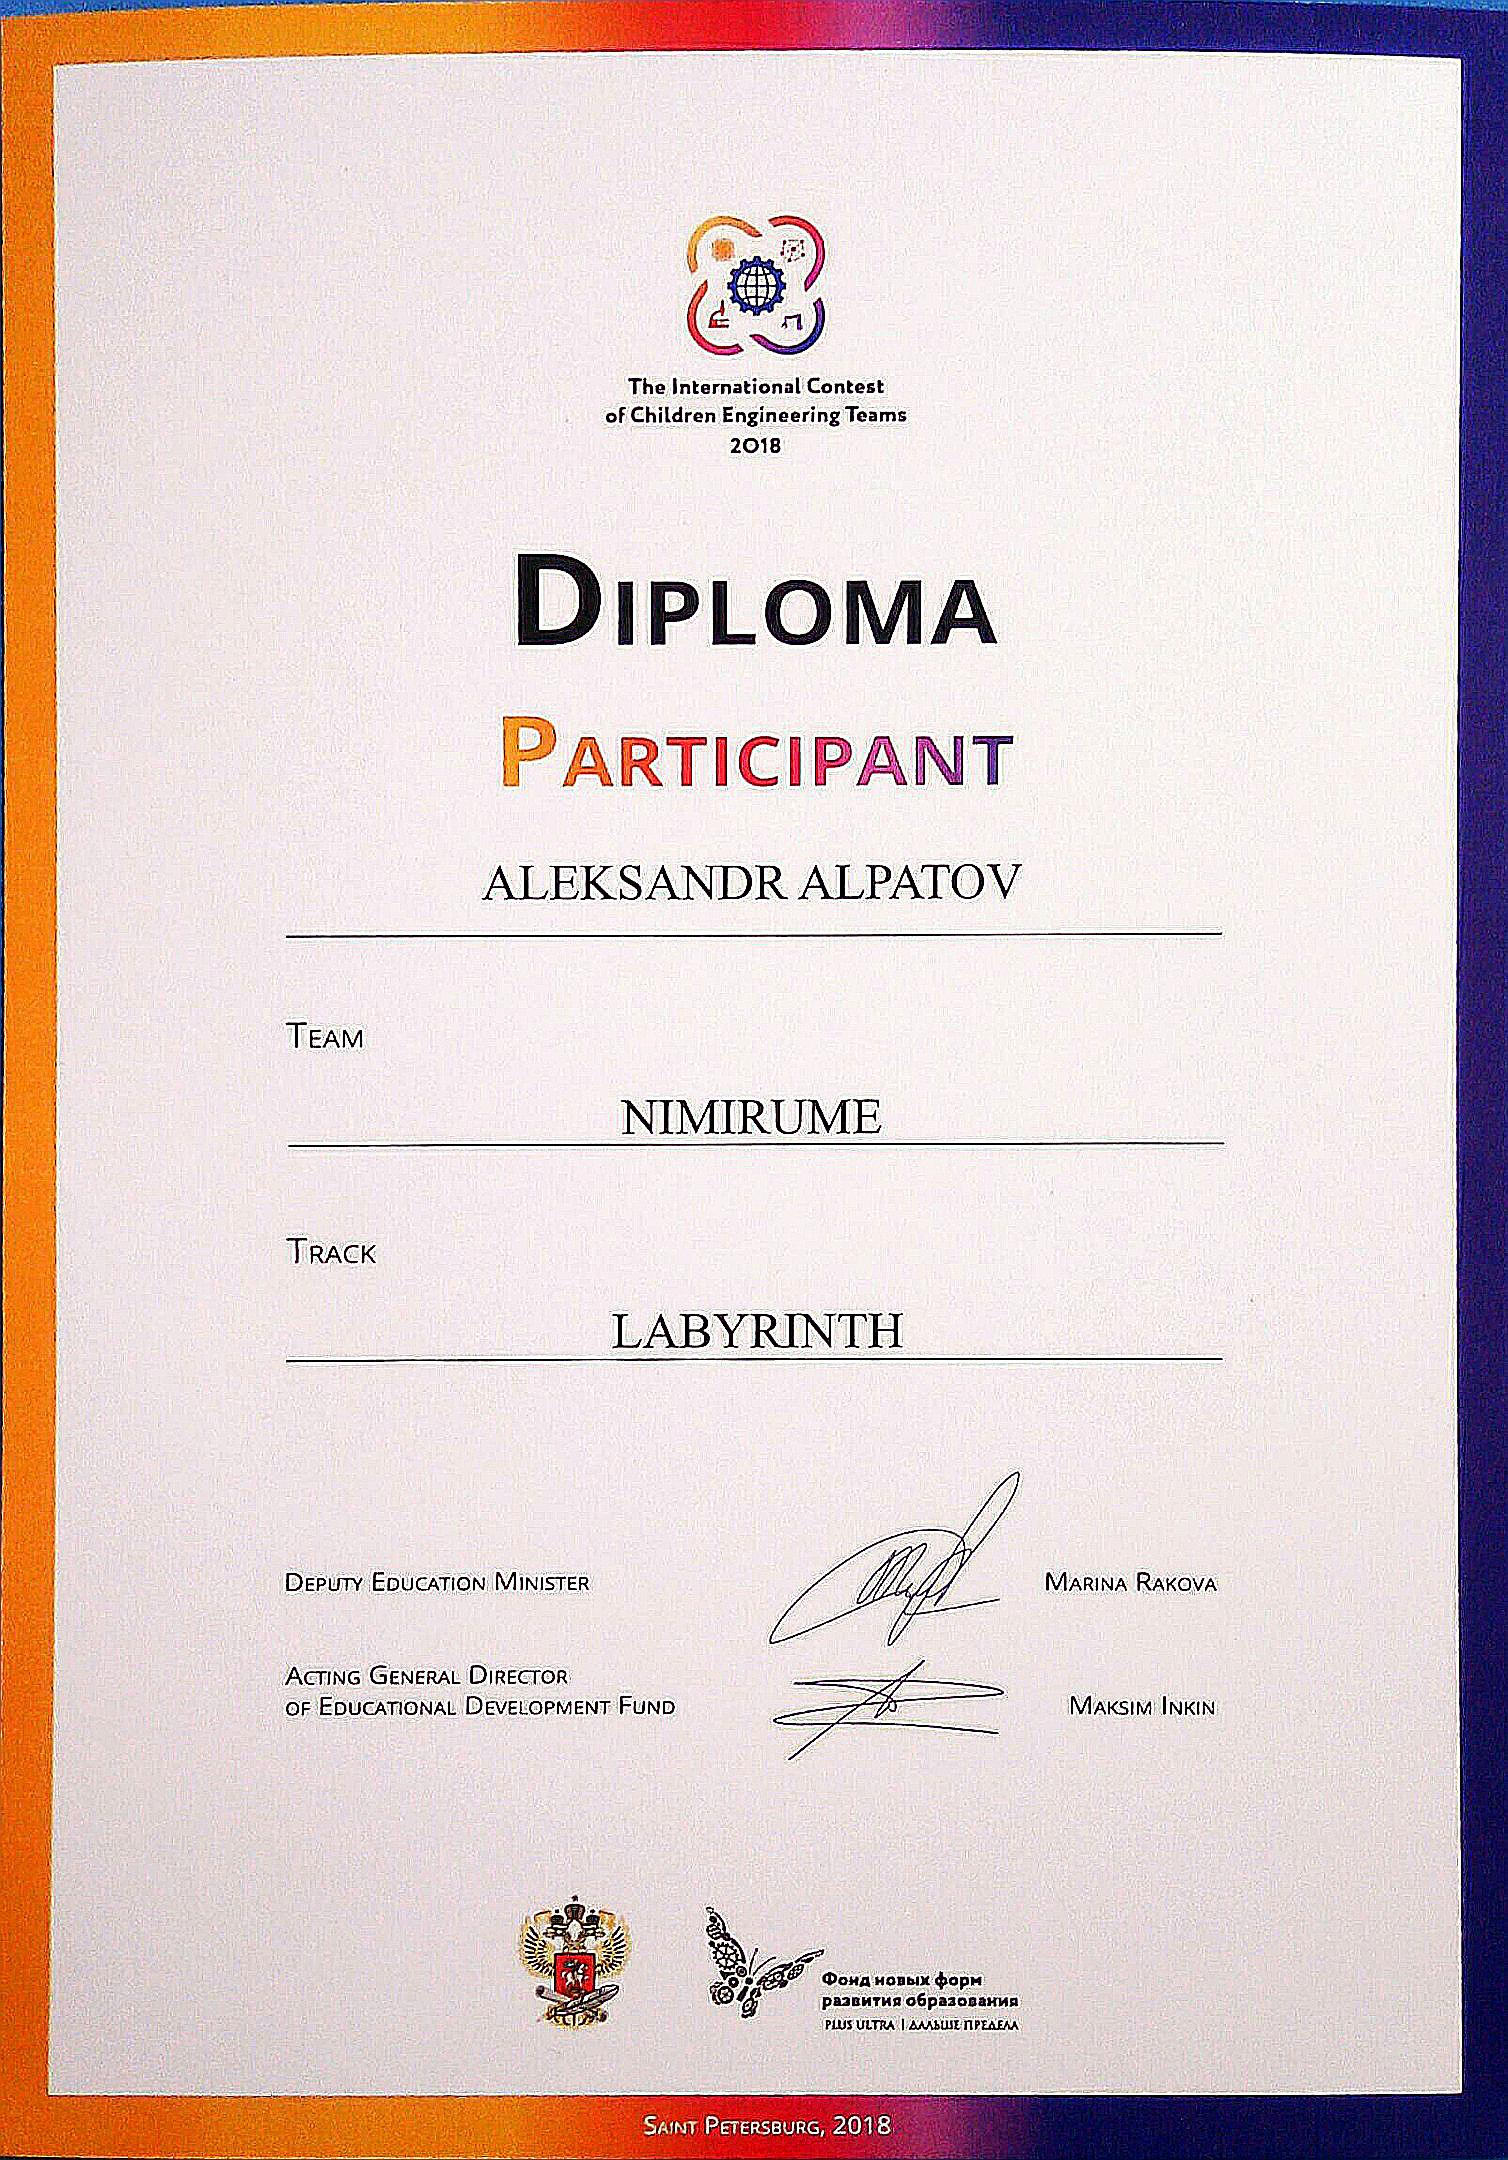 The International Contest
of Children Engineering Teams
2018
DIPLOMA
PARTICIPANT
ALEKSANDR ALPATOV
TEAM
NIMIRUME
TRACK
LABYRINTH
DEPUTY EDUCATION MINISTER
MARINA RAKOVA
ACTING GENERAL DIRECTOR
OF EDUCATIONAL DEVELOPMENT FUND
MAKSIM INKIN
Фонд новых форм
развития образования
PLUS ULTRA | ДАЛЬШЕ ПРЕДЕЛА
SAINT PETERSBURG, 2018